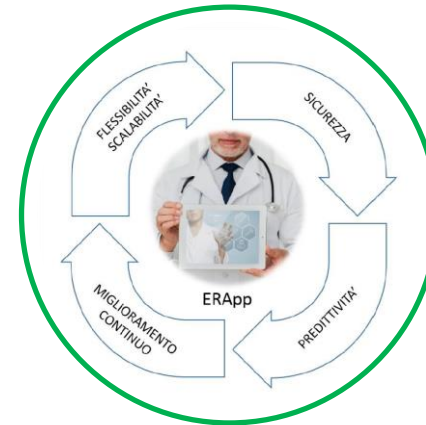 FLESSIBILITA'
SCALABILITA'
SICUREZZA
PREDITTIVITA'
MIGLIORAMENTO
CONTINUO
ERApp